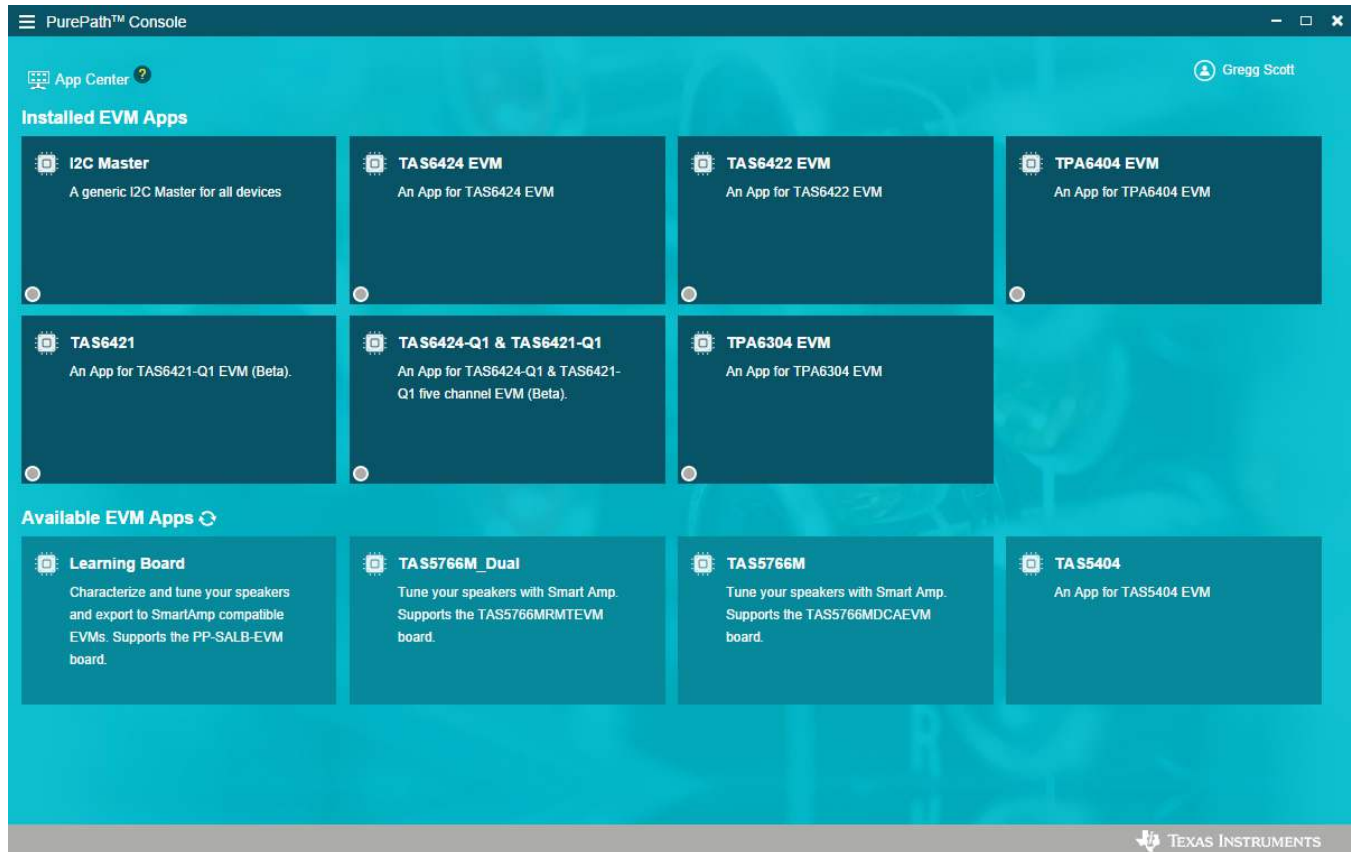 PurePath™ Console
App Center ?
Gregg Scott
Installed EVM Apps
I2C Master
A generic I2C Master for all devices
TAS6424 EVM
An App for TAS6424 EVM
TAS6422 EVM
An App for TAS6422 EVM
TPA6404 EVM
An App for TPA6404 EVM
TAS6421
An App for TAS6421-Q1 EVM (Beta).
TAS6424-Q1 & TAS6421-Q1
An App for TAS6424-Q1 & TAS6421-
Q1 five channel EVM (Beta).
TPA6304 EVM
An App for TPA6304 EVM
Available EVM Apps
Learning Board
Characterize and tune your speakers
and export to SmartAmp compatible
EVMs. Supports the PP-SALB-EVM
board.
TAS5766M_Dual
Tune your speakers with Smart Amp.
Supports the TAS5766MRMTEVM
board.
TAS5766M
Tune your speakers with Smart Amp.
Supports the TAS5766MDCAEVM
board.
TAS5404
An App for TAS5404 EVM
TEXAS INSTRUMENTS